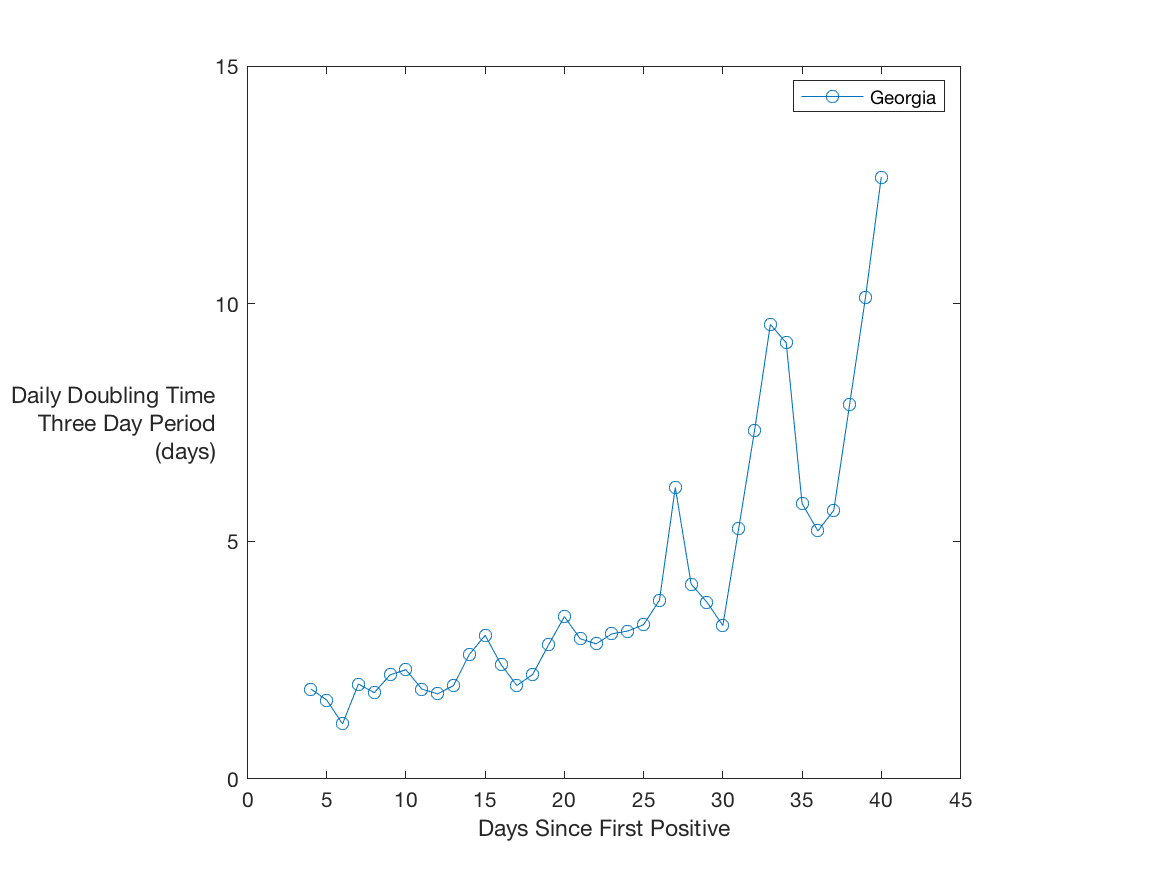 15
Georgia
10
Daily Doubling Time
Three Day Period
(days)
5
0
0 5 10 15 20 25 30 35 40 45
Days Since First Positive